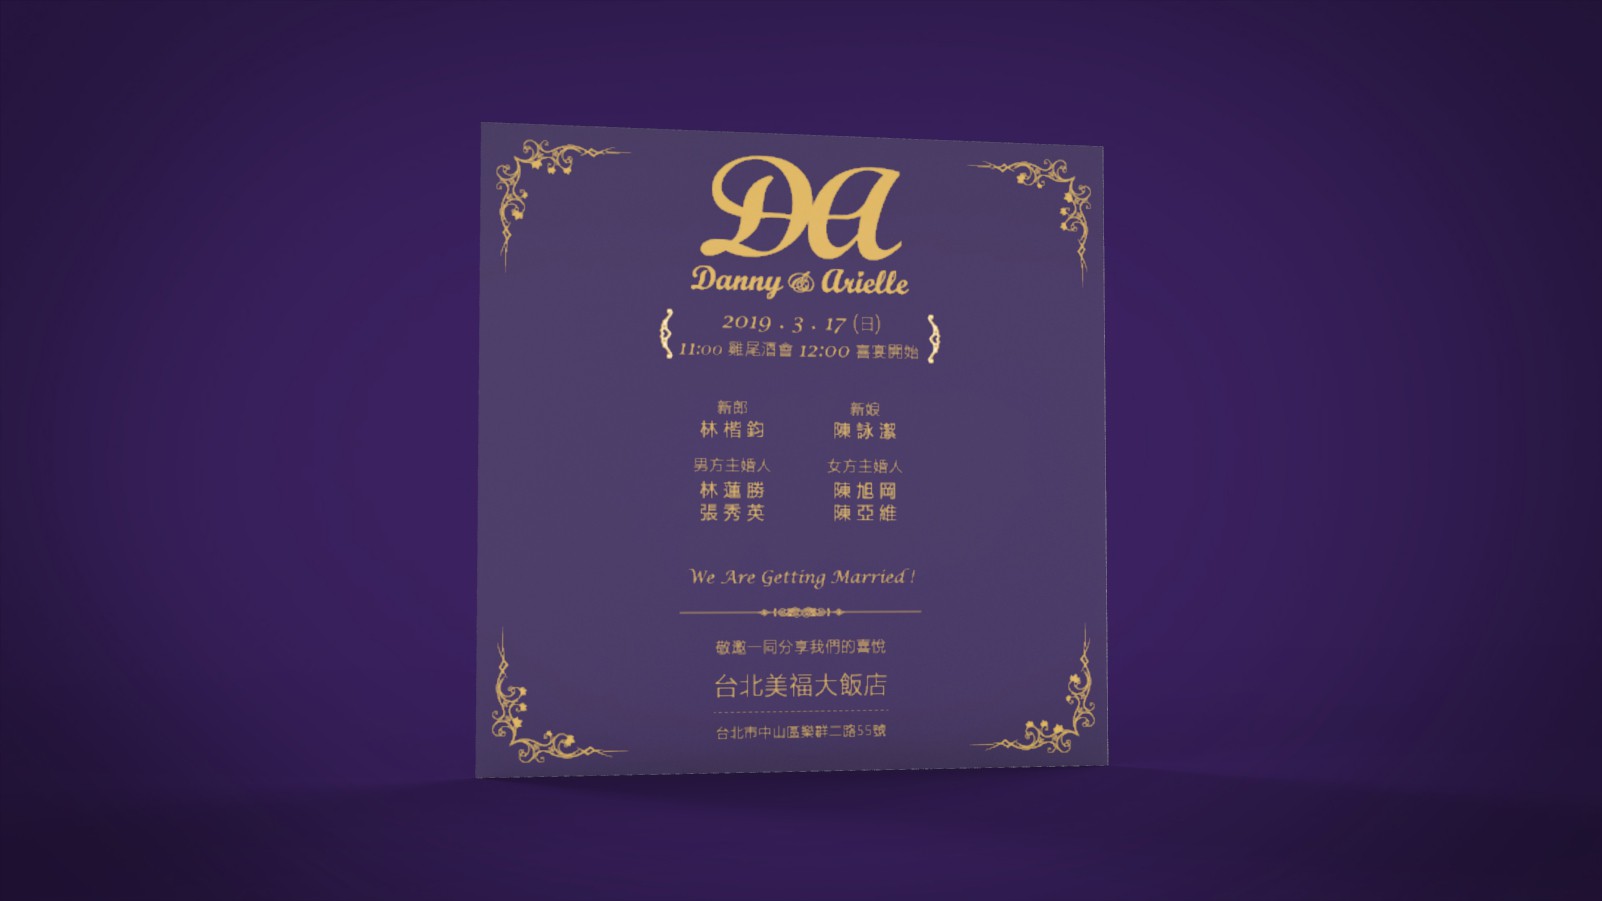 DA
Danny & Arielle
2019 . 3 . 17 (日)
11:00 雞尾酒會 12:00 喜宴開始
新郎 新娘
林楷鈞 陳詠潔
男方主婚人 女方主婚人
林蓮勝 陳旭岡
張秀英 陳亞維
We Are Getting Married!
敬邀一同分享我們的喜悅
台北美福大飯店
台北市中山區樂群二路55號